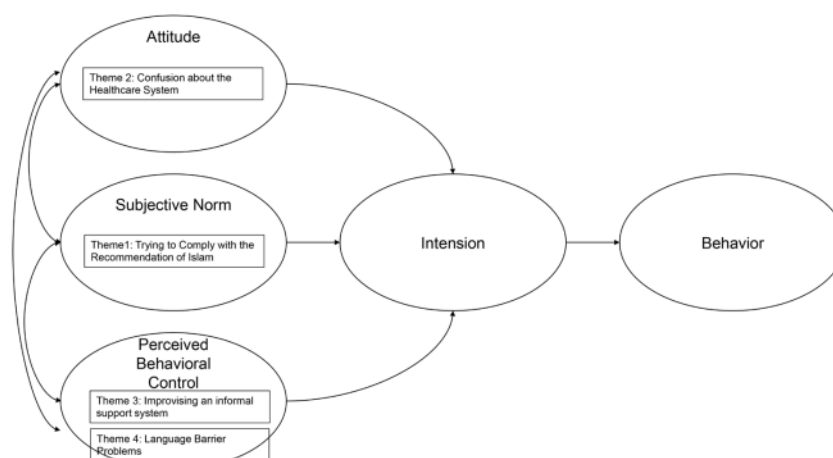 Attitude
Theme 2: Confusion about the
Healthcare System
Subjective Norm
Theme1: Trying to Comply with the
Recommendation of Islam
Intension
Behavior
Perceived
Behavioral
Control
Theme 3: Improvising an informal
support system
Theme 4: Language Barrier
Problems